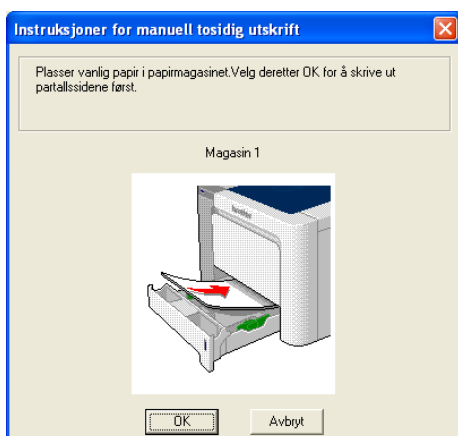 Instruksjoner for manuell tosidig utskrift
Plasser vanlig papir i papirmagasinet.Velg deretter OK for å skrive ut
partallssidene først.
Magasin 1
brother
OK
Avbryt